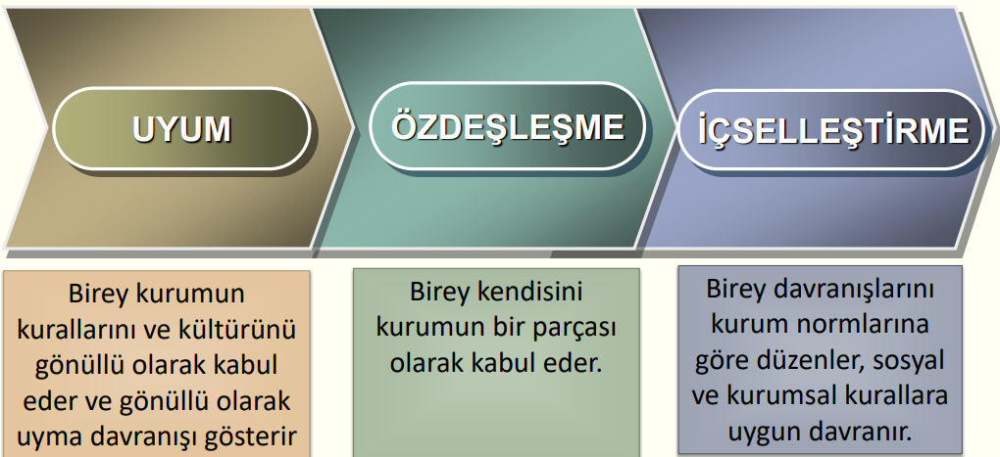 UYUM
ÖZDEŞLEŞME
İÇSELLEŞTİRME
Birey kurumun
kurallarını ve kültürünü
gönüllü olarak kabul
eder ve gönüllü olarak
uyma davranışı gösterir
Birey kendisini
kurumun bir parçası
olarak kabul eder.
Birey davranışlarını
kurum normlarına
göre düzenler, sosyal
ve kurumsal kurallara
uygun davranır.